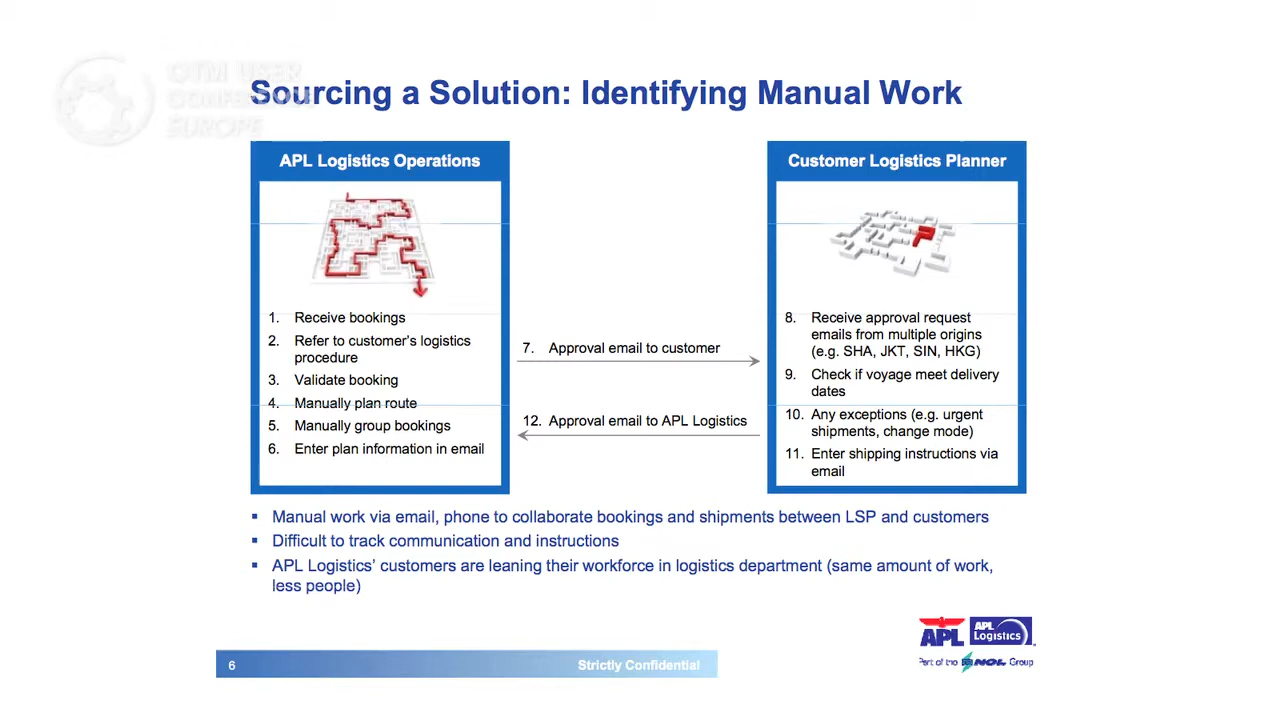 OTM USER
CONFERENCE
EUROPE
Sourcing a Solution: Identifying Manual Work
APL Logistics Operations
1. Receive bookings
2. Refer to customer’s logistics
procedure
3. Validate booking
4. Manually plan route
5. Manually group bookings
6. Enter plan information in email
7. Approval email to customer
12. Approval email to APL Logistics
Customer Logistics Planner
8. Receive approval request
emails from multiple origins
(e.g. SHA, JKT, SIN, HKG)
9. Check if voyage meet delivery
dates
10. Any exceptions (e.g. urgent
shipments, change mode)
11. Enter shipping instructions via
email
▪ Manual work via email, phone to collaborate bookings and shipments between LSP and customers
▪ Difficult to track communication and instructions
▪ APL Logistics’ customers are leaning their workforce in logistics department (same amount of work,
less people)
APL
APL
Logistics
Part of the NOL Group
6
Strictly Confidential